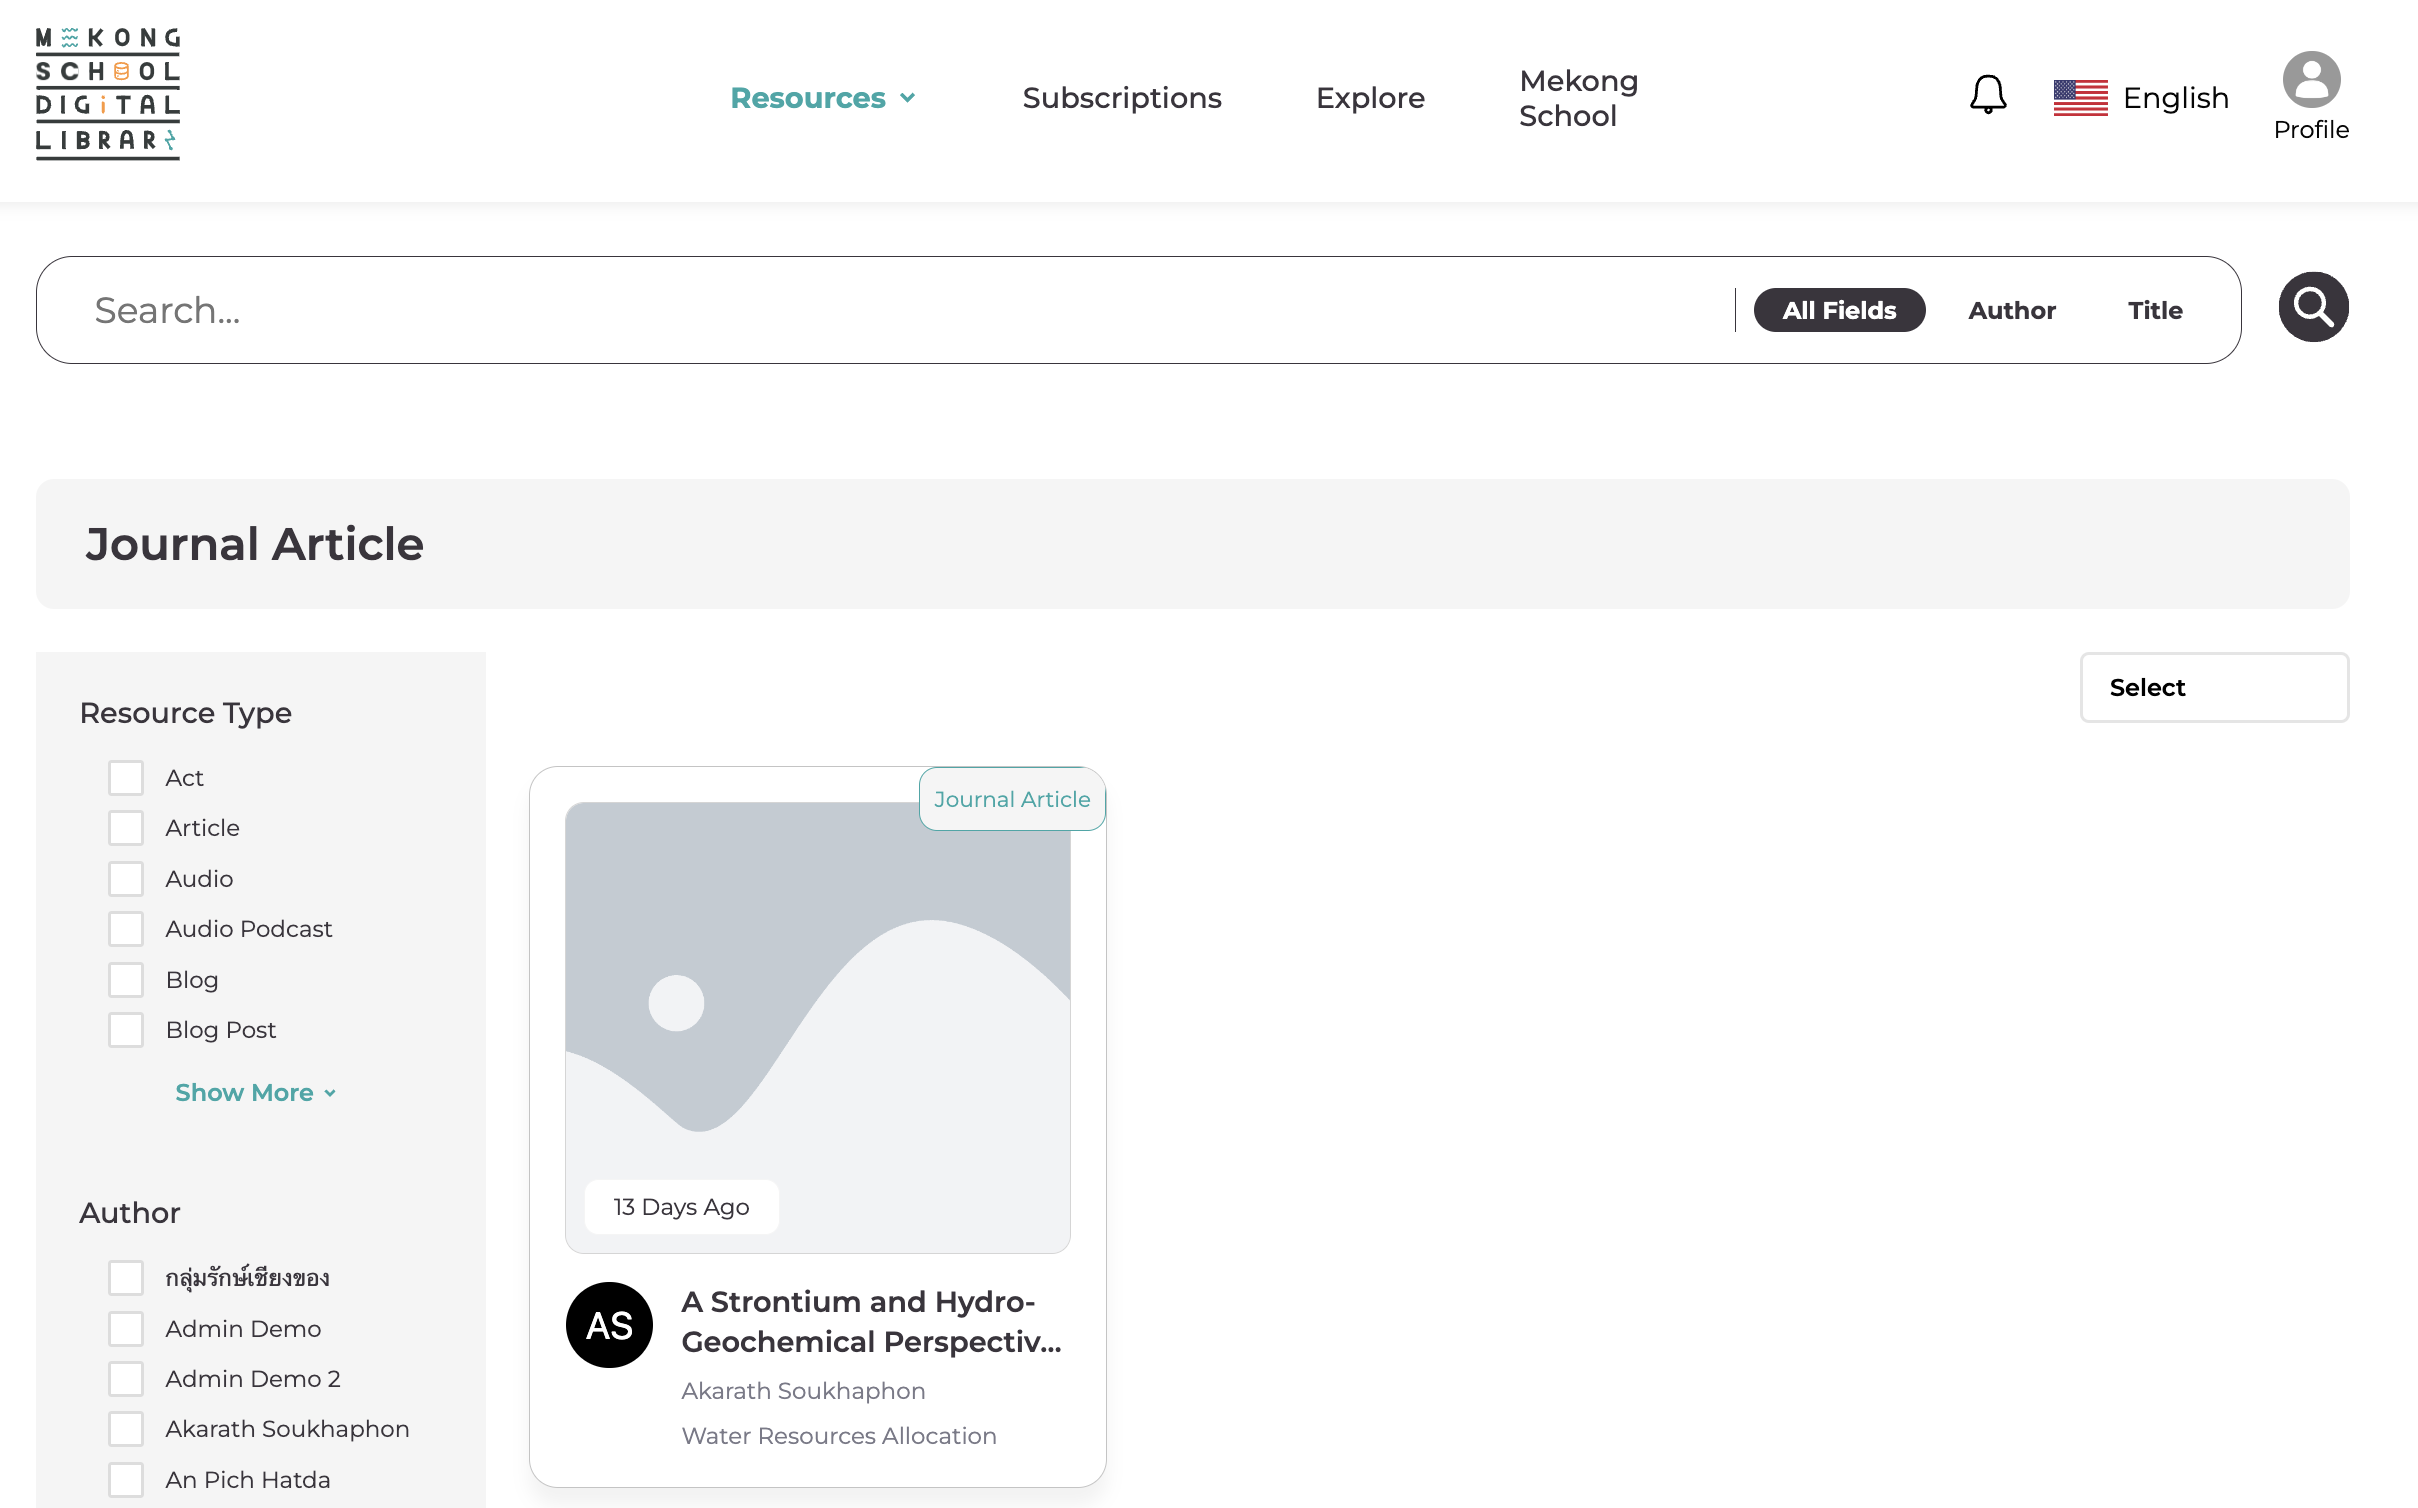 MEKONG
SCHOOL
DIGITAL
LIBRARY
Resources
Subscriptions
Explore
Mekong
School
English
Profile
Search...
All Fields
Author
Title
Journal Article
Resource Type
Act
Article
Audio
Audio Podcast
Blog
Blog Post
Show More
Author
กลุ่มรักษ์เชียงของ
Admin Demo
Admin Demo 2
Akarath Soukhaphon
An Pich Hatda
Select
Journal Article
13 Days Ago
AS
A Strontium and Hydro-
Geochemical Perspectiv...
Akarath Soukhaphon
Water Resources Allocation